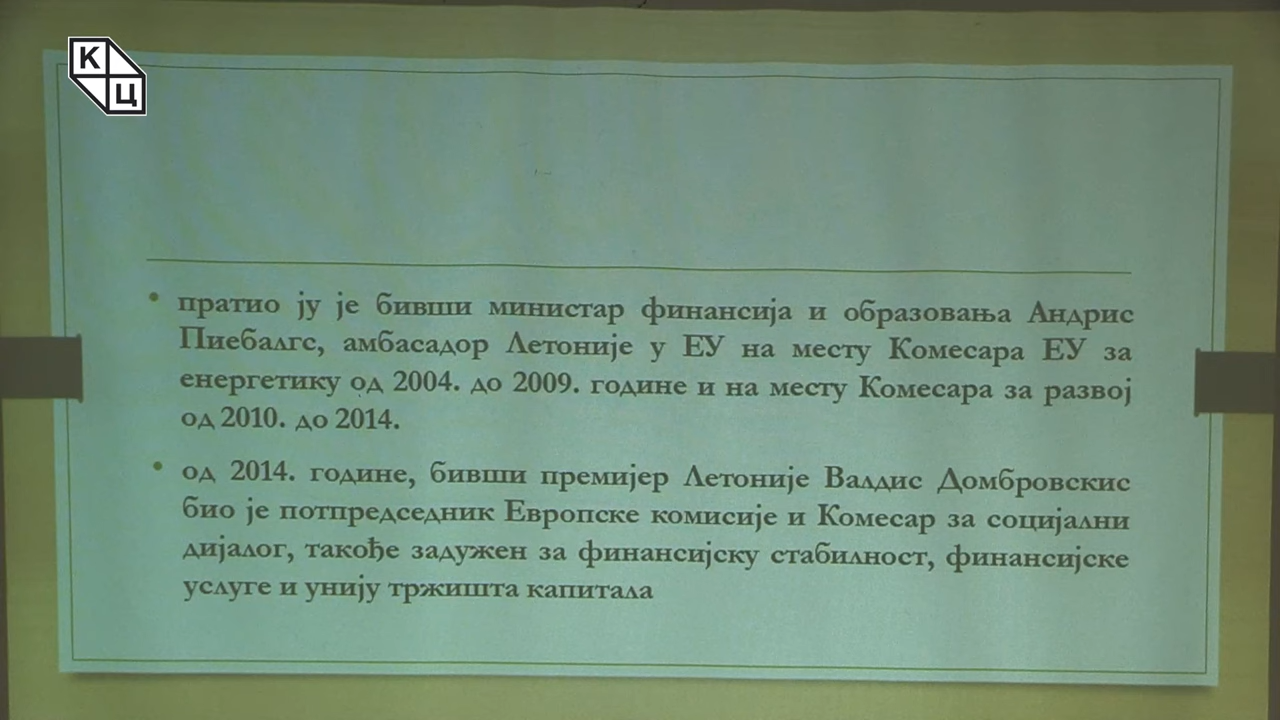 К
Ц
пратио ју је бивши министар финансија и образовања Андрис
Пиебалгс, амбасадор Летоније у ЕУ на месту Комесара ЕУ за
енергетику од 2004. до 2009. године и на месту Комесара за развој
од 2010. до 2014.
од 2014. године, бивши премијер Летоније Валдис Домбровскис
био је потпредседник Европске комисије и Комесар за социјални
дијалог, такође задужен за финансијску стабилност, финансијске
услуге и унију тржишта капитала